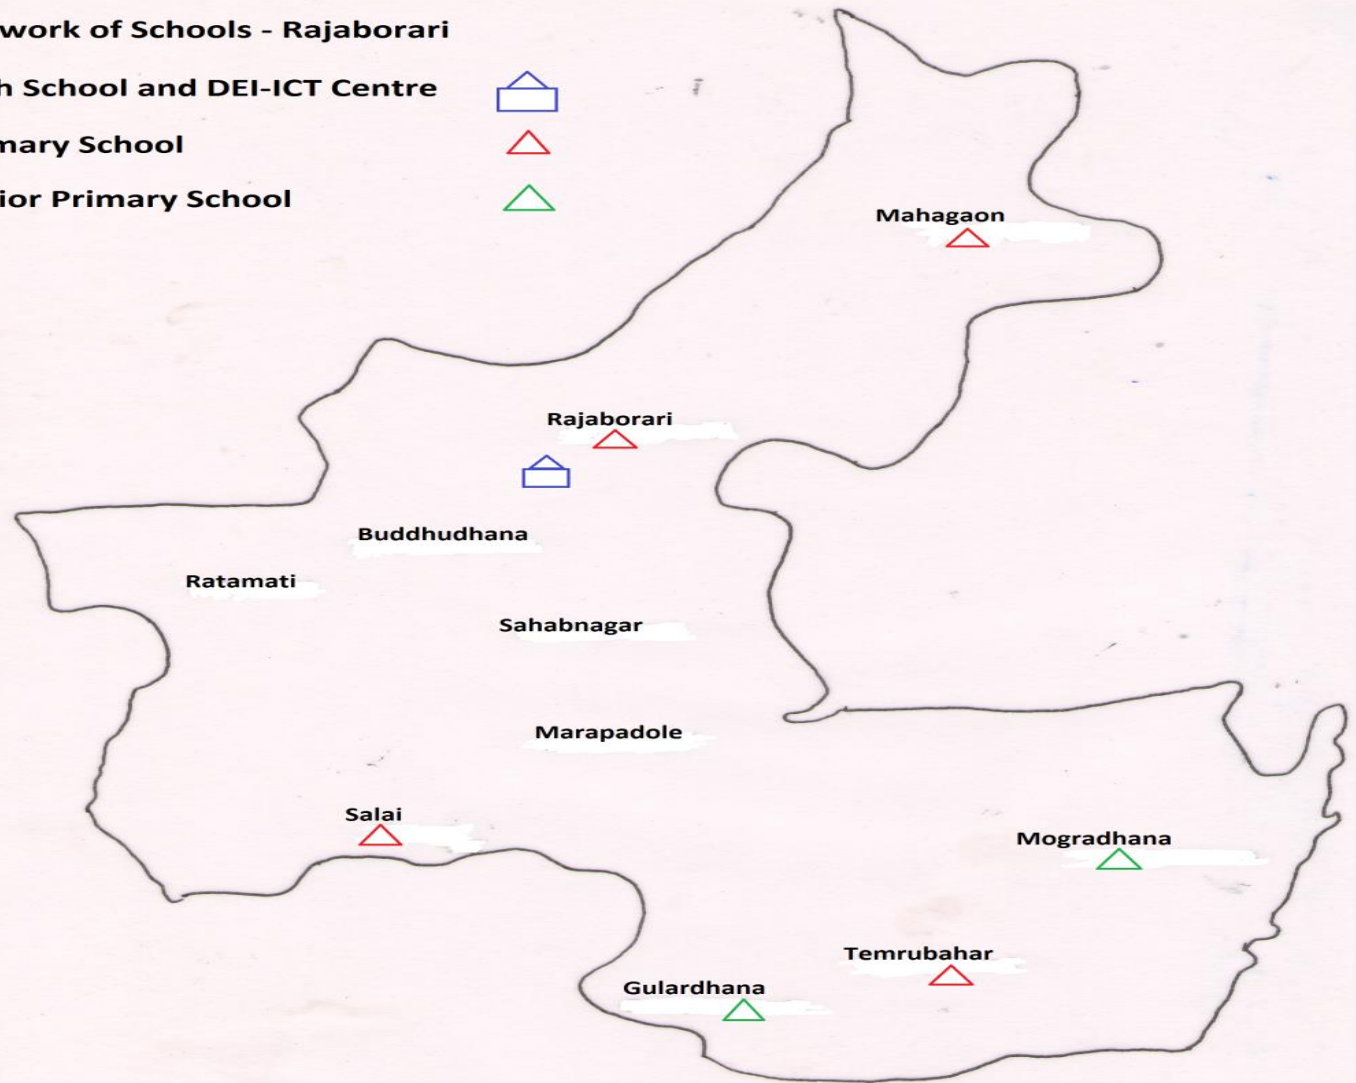 work of Schools - Rajaborari
h School and DEI-ICT Centre
mary School
ior Primary School
Mahagaon
Rajaborari
Buddhudhana
Ratamati
Sahabnagar
Marapadole
Salai
Mogradhana
Temrubahar
Gulardhana